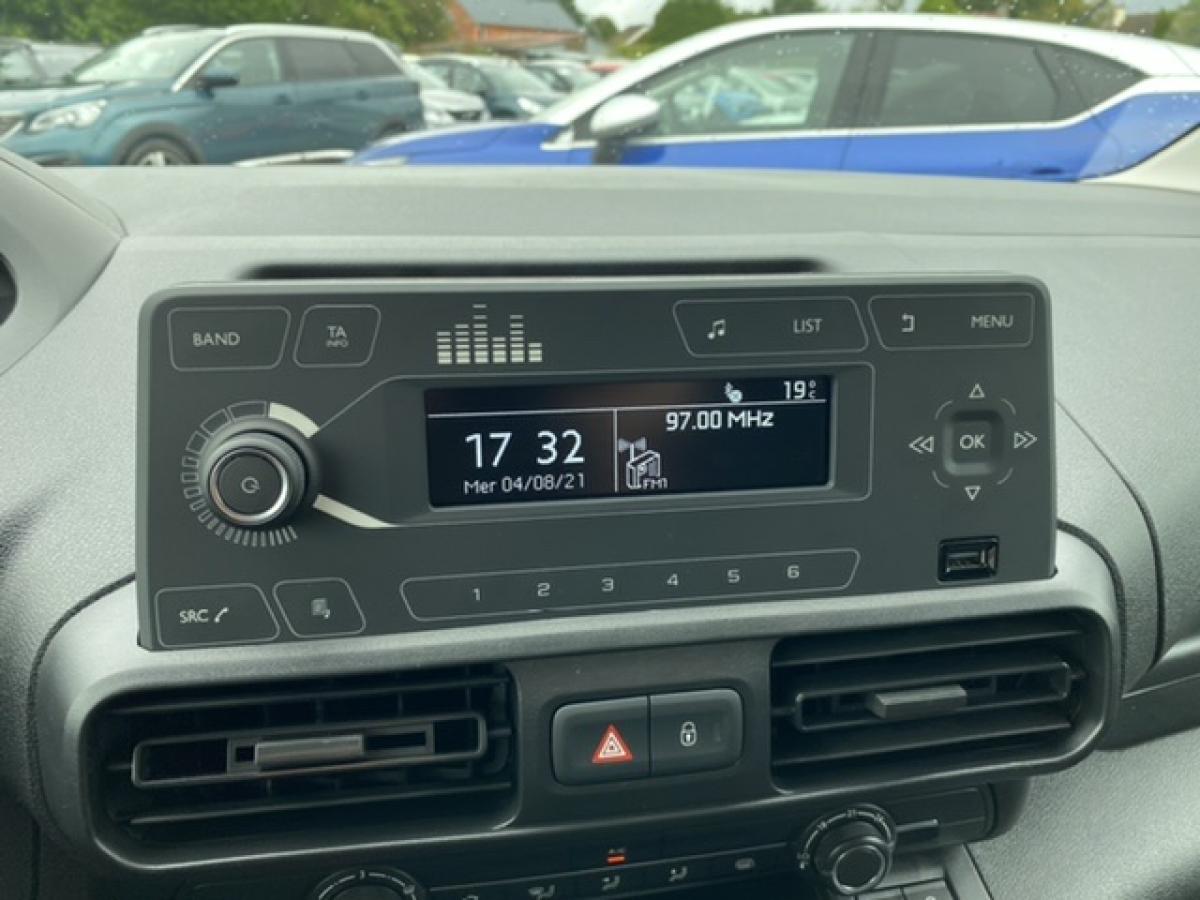 BAND
TA
INFO
LIST
MENU
19°C
97.00 MHz
17 32
Mer 04/08/21
FM1
OK
SRC
1 2 3 4 5 6